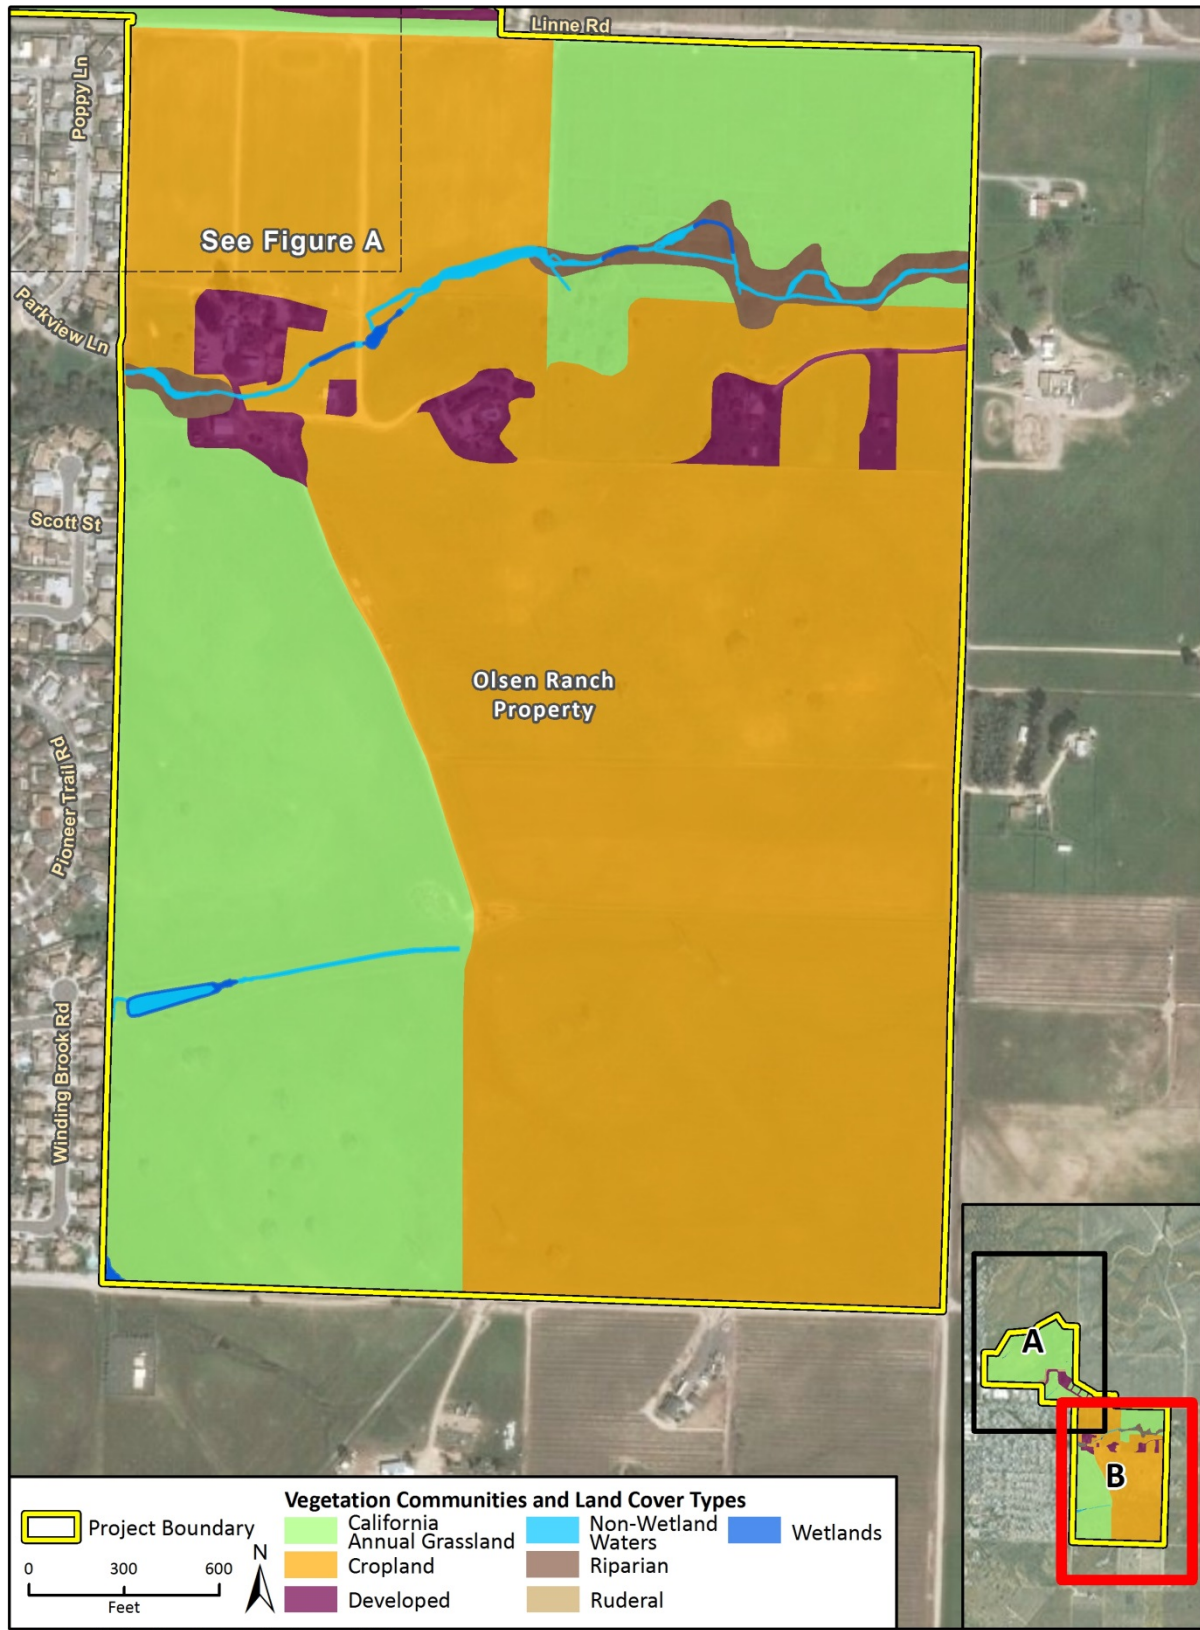 Linne Rd
Poppy Ln
See Figure A
Parkview Ln
Scott St
Olsen Ranch
Property
Pioneer Trail Rd
Winding Brook Rd
A
B
Vegetation Communities and Land Cover Types
Project Boundary
0 300 600
Feet
N
California
Annual Grassland
Cropland
Developed
Non-Wetland
Waters
Riparian
Ruderal
Wetlands